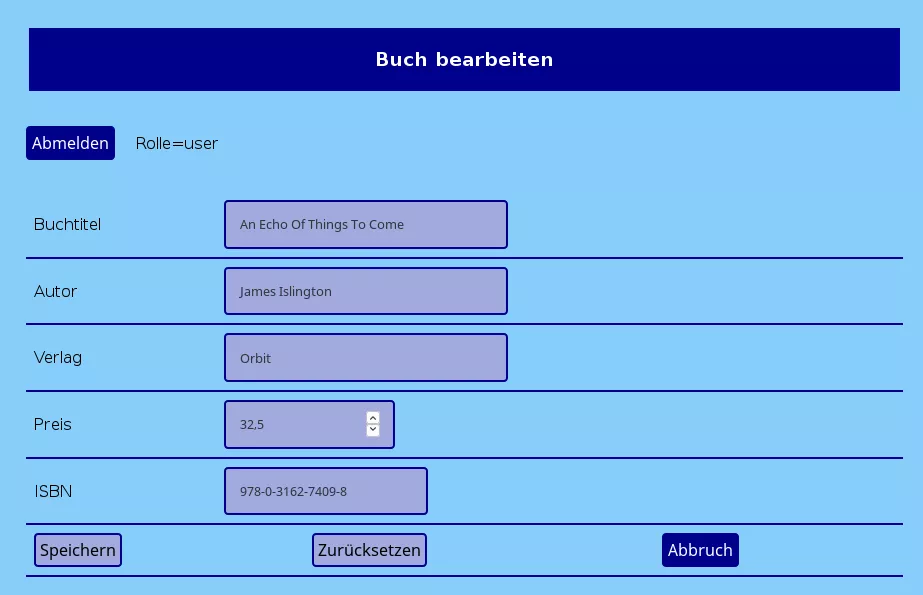 Buch bearbeiten
Abmelden Rolle=user
Buchtitel An Echo Of Things To Come
Autor James Islington
Verlag Orbit
Preis 32,5
ISBN 978-0-3162-7409-8
Speichern Zurücksetzen Abbruch